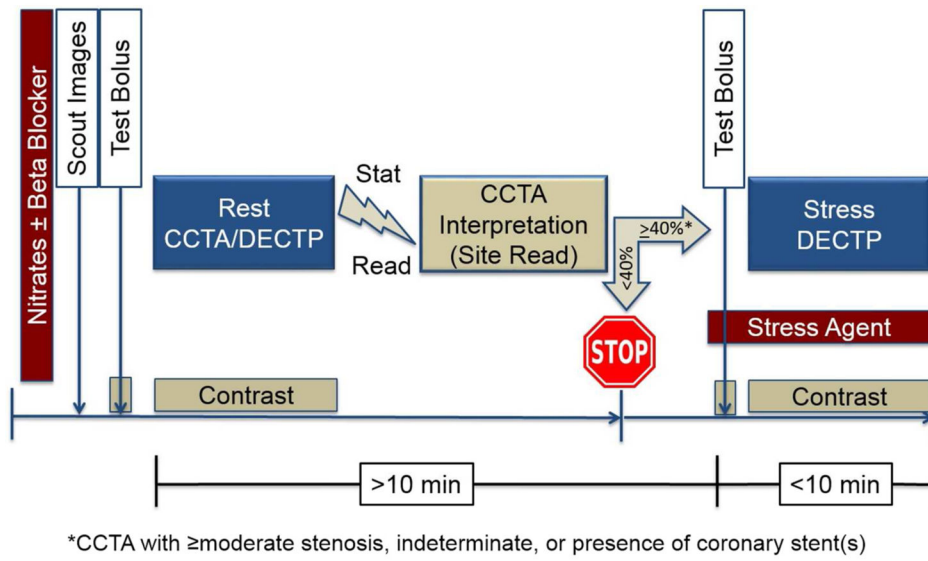 Nitrates ± Beta Blocker
Scout Images
Test Bolus
Rest
CCTA/DECTP
Stat
Read
CCTA
Interpretation
(Site Read)
≥40%*
<40%
STOP
Test Bolus
Stress
DECTP
Stress Agent
Contrast
Contrast
>10 min
<10 min
*CCTA with ≥moderate stenosis, indeterminate, or presence of coronary stent(s)